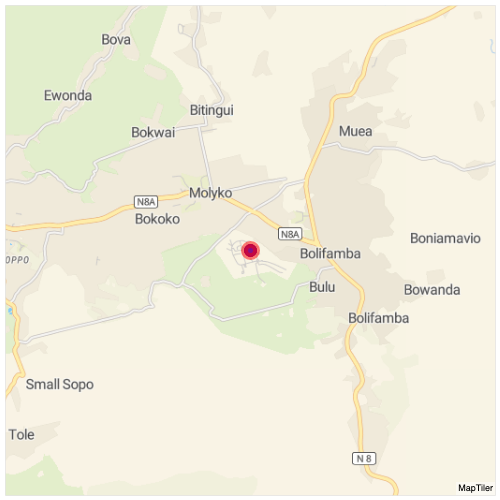 Bova
Ewonda
Bitingui
Bokwai
Muea
Molyko
N8A
Bokoko
N8A
Boniamavio
OPPO
Bolifamba
Bulu
Bowanda
Bolifamba
Small Sopo
Tole
N 8
MapTiler